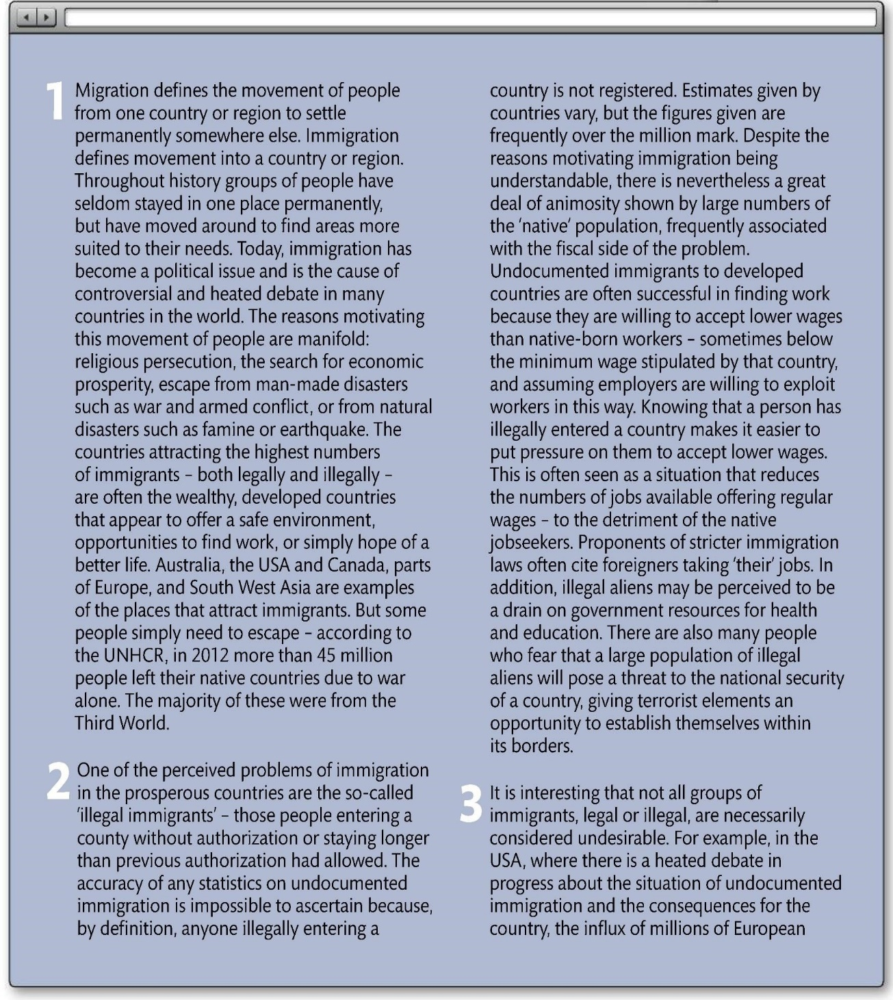 1 Migration defines the movement of people
from one country or region to settle
permanently somewhere else. Immigration
defines movement into a country or region.
Throughout history groups of people have
seldom stayed in one place permanently,
but have moved around to find areas more
suited to their needs. Today, immigration has
become a political issue and is the cause of
controversial and heated debate in many
countries in the world. The reasons motivating
this movement of people are manifold:
religious persecution, the search for economic
prosperity, escape from man-made disasters
such as war and armed conflict, or from natural
disasters such as famine or earthquake. The
countries attracting the highest numbers
of immigrants – both legally and illegally –
are often the wealthy, developed countries
that appear to offer a safe environment,
opportunities to find work, or simply hope of a
better life. Australia, the USA and Canada, parts
of Europe, and South West Asia are examples
of the places that attract immigrants. But some
people simply need to escape – according to
the UNHCR, in 2012 more than 45 million
people left their native countries due to war
alone. The majority of these were from the
Third World.
2 One of the perceived problems of immigration
in the prosperous countries are the so-called
'illegal immigrants' – those people entering a
county without authorization or staying longer
than previous authorization had allowed. The
accuracy of any statistics on undocumented
immigration is impossible to ascertain because,
by definition, anyone illegally entering a
country is not registered. Estimates given by
countries vary, but the figures given are
frequently over the million mark. Despite the
reasons motivating immigration being
understandable, there is nevertheless a great
deal of animosity shown by large numbers of
the 'native' population, frequently associated
with the fiscal side of the problem.
Undocumented immigrants to developed
countries are often successful in finding work
because they are willing to accept lower wages
than native-born workers – sometimes below
the minimum wage stipulated by that country,
and assuming employers are willing to exploit
workers in this way. Knowing that a person has
illegally entered a country makes it easier to
put pressure on them to accept lower wages.
This is often seen as a situation that reduces
the numbers of jobs available offering regular
wages – to the detriment of the native
jobseekers. Proponents of stricter immigration
laws often cite foreigners taking 'their' jobs. In
addition, illegal aliens may be perceived to be
a drain on government resources for health
and education. There are also many people
who fear that a large population of illegal
aliens will pose a threat to the national security
of a country, giving terrorist elements an
opportunity to establish themselves within
its borders.
3 It is interesting that not all groups of
immigrants, legal or illegal, are necessarily
considered undesirable. For example, in the
USA, where there is a heated debate in
progress about the situation of undocumented
immigration and the consequences for the
country, the influx of millions of European